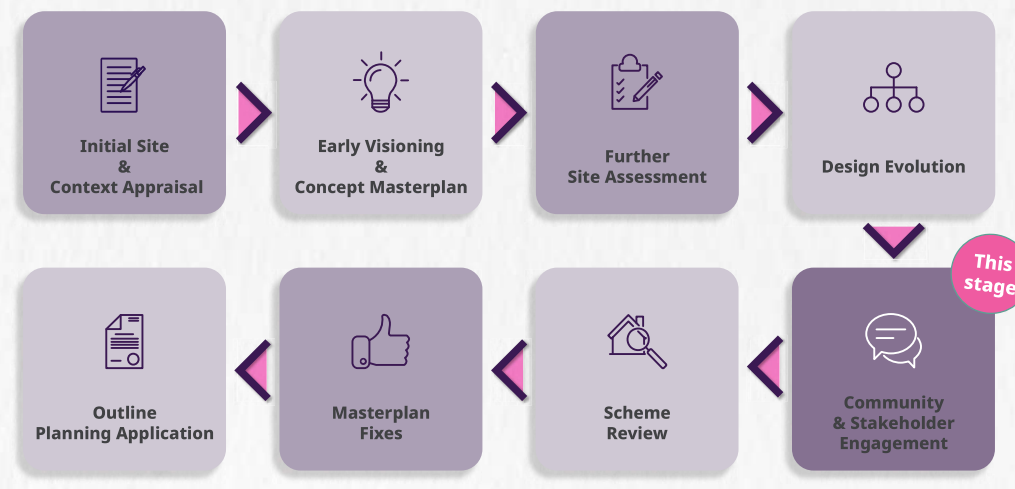 Initial Site
&
Context Appraisal
Early Visioning
&
Concept Masterplan
Further
Site Assessment
Design Evolution
This
stage
Community
& Stakeholder
Engagement
Scheme
Review
Masterplan
Fixes
Outline
Planning Application